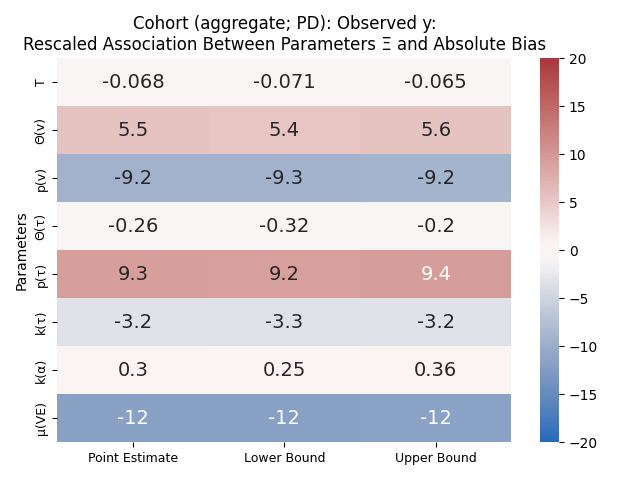 Cohort (aggregate; PD): Observed y:
Rescaled Association Between Parameters Ξ and Absolute Bias
Parameters
T -0.068 -0.071 -0.065
Θ(v) 5.5 5.4 5.6
p(v) -9.2 -9.3 -9.2
Θ(τ) -0.26 -0.32 -0.2
p(τ) 9.3 9.2 9.4
k(τ) -3.2 -3.3 -3.2
k(α) 0.3 0.25 0.36
μ(VE) -12 -12 -12
Point Estimate Lower Bound Upper Bound
20
15
10
5
0
−5
−10
−15
−20